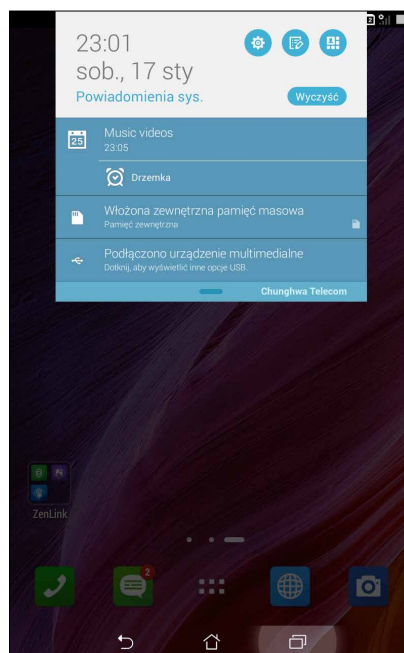 23:01
sob., 17 sty
Powiadomienia sys.
Wyczyść
2
25
Music videos
23:05
Drzemka
Włożona zewnętrzna pamięć masowa
Pamięć zewnętrzna
Podłączono urządzenie multimedialne
Dotknij, aby wyświetlić inne opcje USB.
Chunghwa Telecom
ZenLink
2